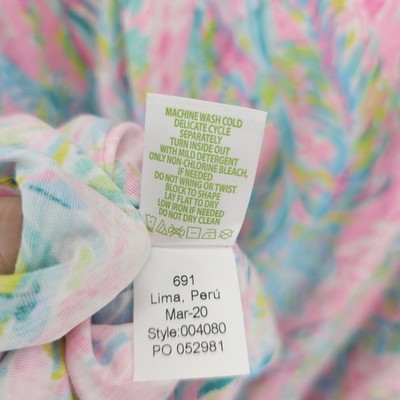 MACHINE WASH COLD
DELICATE CYCLE
SEPARATELY
TURN INSIDE OUT
WITH MILD DETERGENT
ONLY NON-CHLORINE BLEACH,
IF NEEDED
DO NOT WRING OR TWIST
BLOCK TO SHAPE
LAY FLAT TO DRY
LOW IRON IF NEEDED
DO NOT DRY CLEAN
691
Lima, Perú
Mar-20
Style:004080
PO 052981